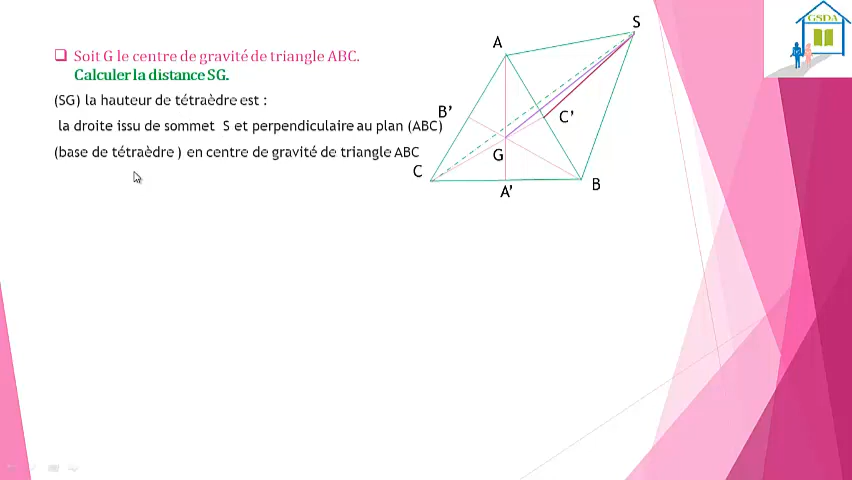 GSDA
Soit G le centre de gravité de triangle ABC.
Calculer la distance SG.
(SG) la hauteur de tétraèdre est :
la droite issu de sommet S et perpendiculaire au plan (ABC)
(base de tétraèdre ) en centre de gravité de triangle ABC
S
A
B'
C'
G
C
B
A'